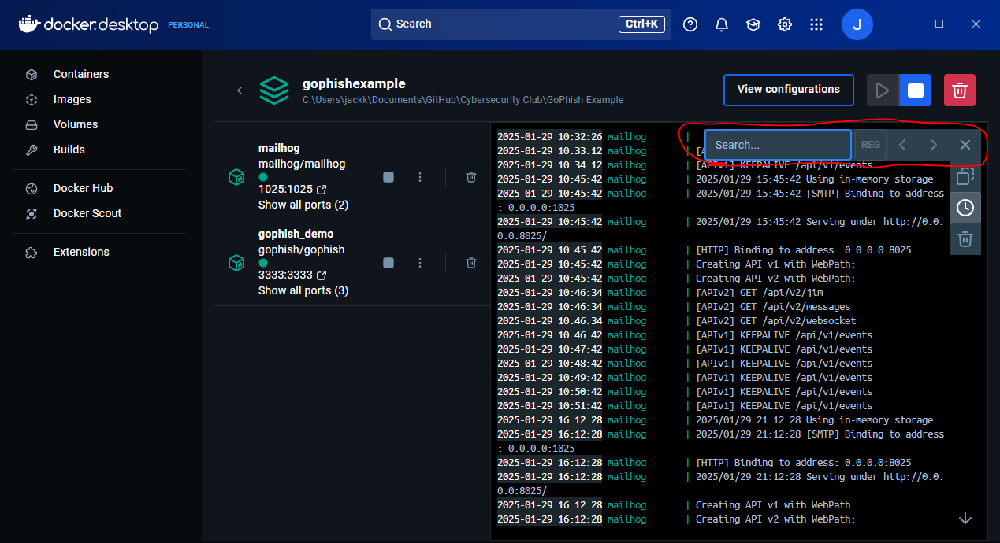 docker.desktop PERSONAL
Search Ctrl+K
J
Containers
Images
Volumes
Builds
Docker Hub
Docker Scout
Extensions
gophishexample
C:\Users\jackk\Documents\GitHub\Cybersecurity Club\GoPhish Example
View configurations
mailhog
mailhog/mailhog
1025:1025
Show all ports (2)
gophish_demo
gophish/gophish
3333:3333
Show all ports (3)
Search...
REG
2025-01-29 10:32:26 mailhog |
2025-01-29 10:33:12 mailhog | [A
2025-01-29 10:34:12 mailhog | [APIv1] KEEPALIVE /api/v1/events
2025-01-29 10:45:42 mailhog | 2025/01/29 15:45:42 Using in-memory storage
2025-01-29 10:45:42 mailhog | 2025/01/29 15:45:42 [SMTP] Binding to address
: 0.0.0.0:1025
2025-01-29 10:45:42 mailhog | 2025/01/29 15:45:42 Serving under http://0.0.
0.0:8025/
2025-01-29 10:45:42 mailhog | [HTTP] Binding to address: 0.0.0.0:8025
2025-01-29 10:45:42 mailhog | Creating API v1 with WebPath:
2025-01-29 10:45:42 mailhog | Creating API v2 with WebPath:
2025-01-29 10:46:34 mailhog | [APIv2] GET /api/v2/jim
2025-01-29 10:46:34 mailhog | [APIv2] GET /api/v2/messages
2025-01-29 10:46:34 mailhog | [APIv2] GET /api/v2/websocket
2025-01-29 10:46:42 mailhog | [APIv1] KEEPALIVE /api/v1/events
2025-01-29 10:47:42 mailhog | [APIv1] KEEPALIVE /api/v1/events
2025-01-29 10:48:42 mailhog | [APIv1] KEEPALIVE /api/v1/events
2025-01-29 10:49:42 mailhog | [APIv1] KEEPALIVE /api/v1/events
2025-01-29 10:50:42 mailhog | [APIv1] KEEPALIVE /api/v1/events
2025-01-29 10:51:42 mailhog | [APIv1] KEEPALIVE /api/v1/events
2025-01-29 16:12:28 mailhog | 2025/01/29 21:12:28 Using in-memory storage
2025-01-29 16:12:28 mailhog | 2025/01/29 21:12:28 [SMTP] Binding to address
: 0.0.0.0:1025
2025-01-29 16:12:28 mailhog | [HTTP] Binding to address: 0.0.0.0:8025
2025-01-29 16:12:28 mailhog | 2025/01/29 21:12:28 Serving under http://0.0.
0.0:8025/
2025-01-29 16:12:28 mailhog | Creating API v1 with WebPath:
2025-01-29 16:12:28 mailhog | Creating API v2 with WebPath: